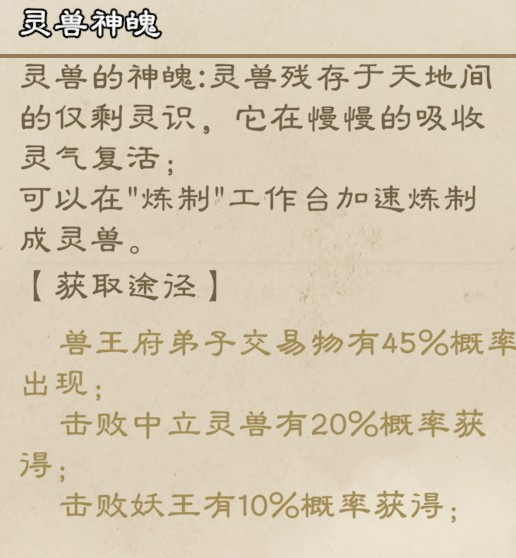 灵兽神魄
灵兽的神魄:灵兽残存于天地间
的仅剩灵识，它在慢慢的吸收
灵气复活；
可以在"炼制"工作台加速炼制
成灵兽。
【获取途径】
兽王府弟子交易物有45%概率
出现；
击败中立灵兽有20%概率获
得；
击败妖王有10%概率获得；